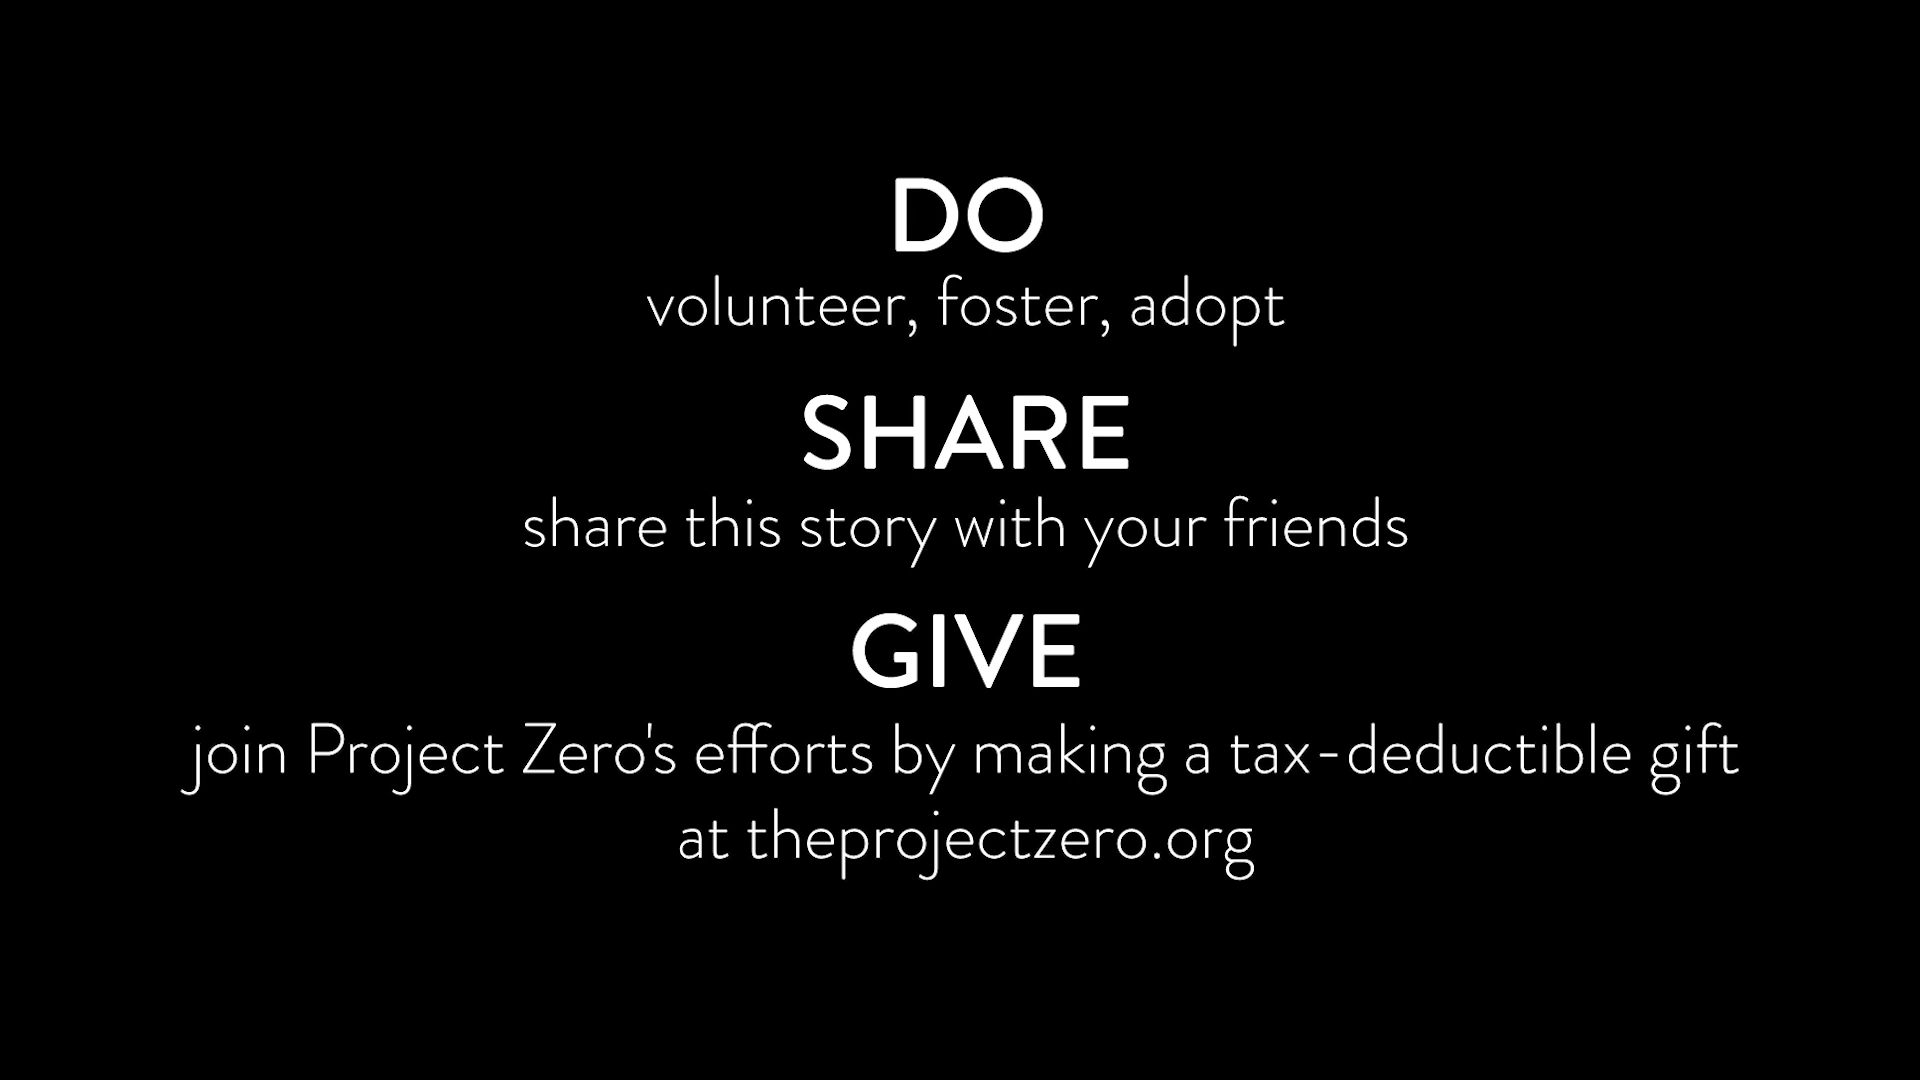 DO
volunteer, foster, adopt
SHARE
share this story with your friends
GIVE
join Project Zero's efforts by making a tax-deductible gift
at theprojectzero.org